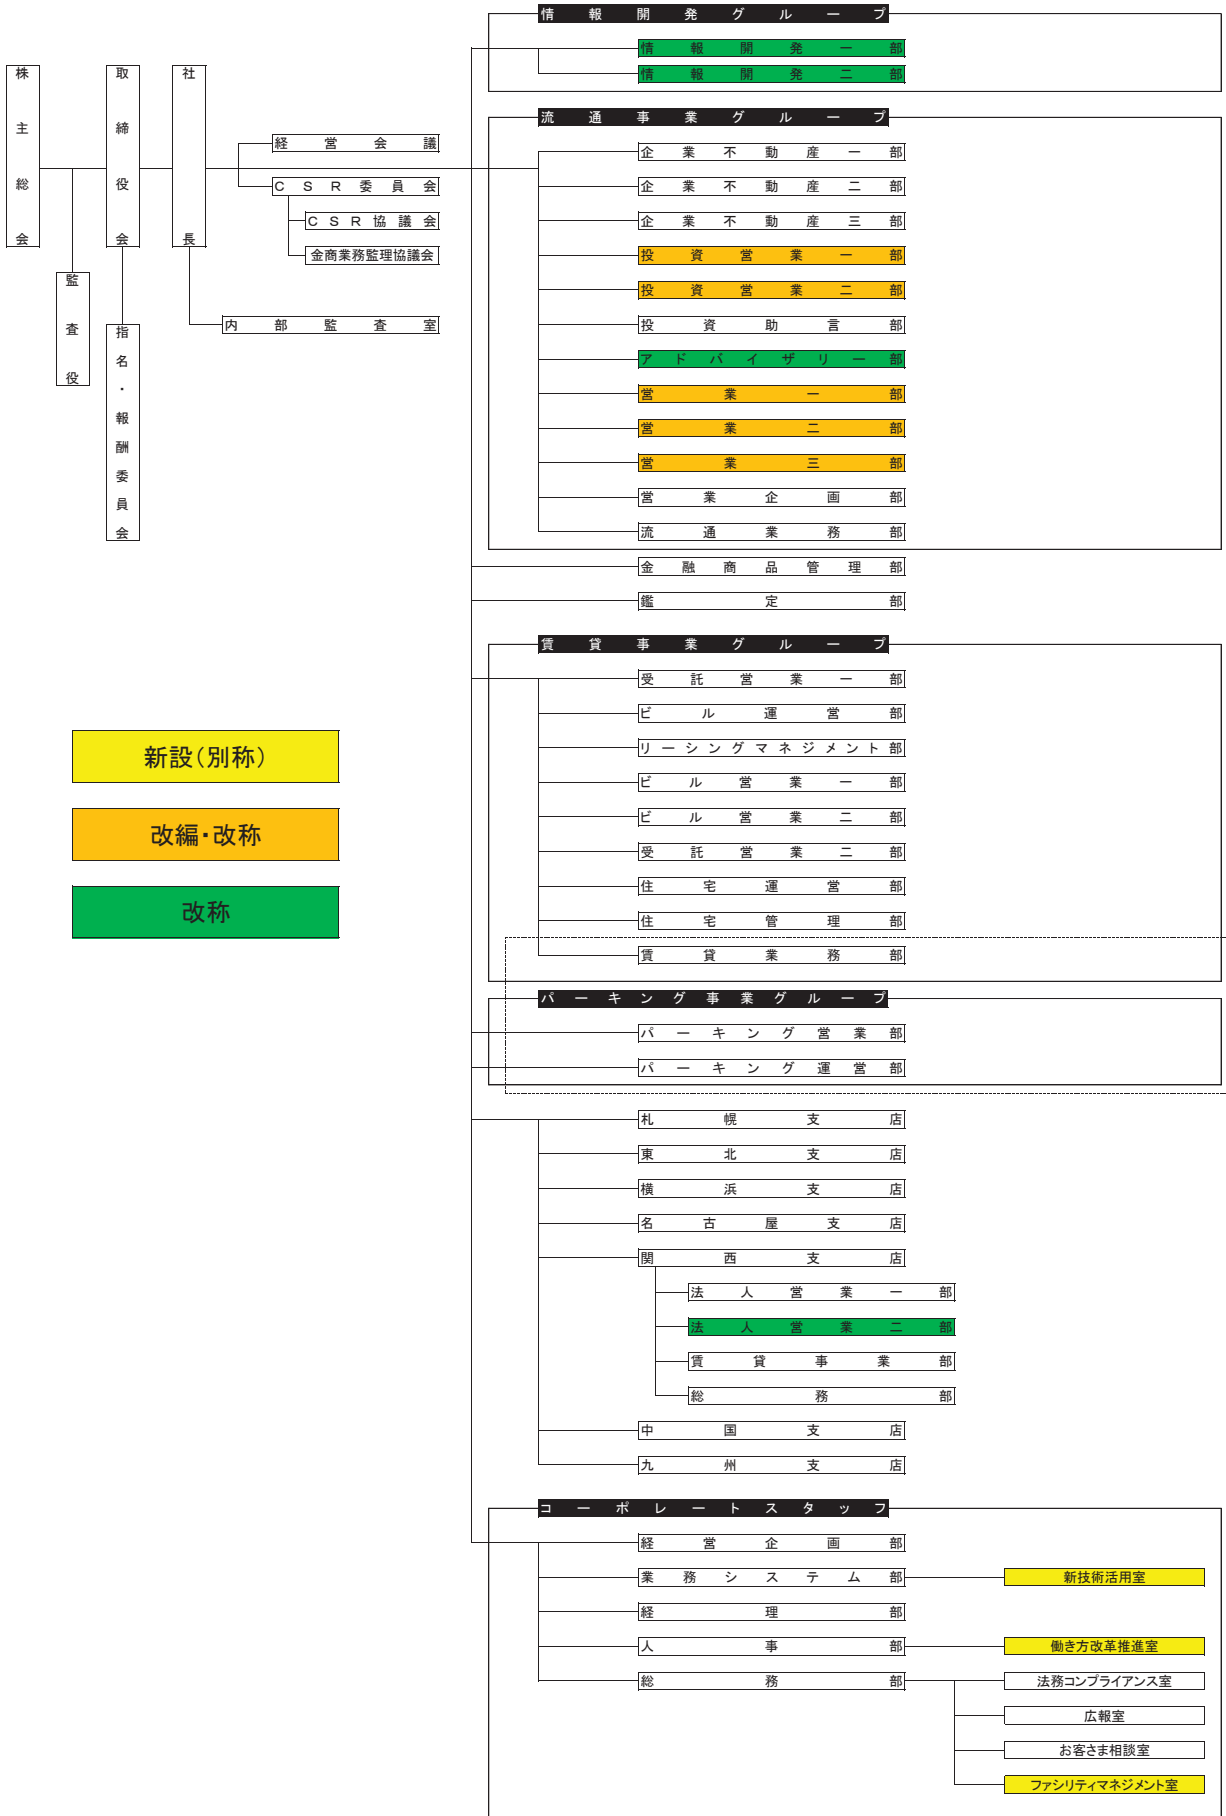 株主総会
監査役
取締役会
指名・報酬委員会
社長
経営会議
CSR委員会
CSR協議会
金商業務監理協議会
内部監査室
新設(別称)
改編・改称
改称
情報開発グループ
情報開発一部
情報開発二部
流通事業グループ
企業不動産一部
企業不動産二部
企業不動産三部
投資営業一部
投資営業二部
投資助言部
アドバイザリー部
営業一部
営業二部
営業三部
営業企画部
流通業務部
金融商品管理部
鑑定部
賃貸事業グループ
受託営業一部
ビル運営部
リーシングマネジメント部
ビル営業一部
ビル営業二部
受託営業二部
住宅運営部
住宅管理部
賃貸業務部
パーキング事業グループ
パーキング営業部
パーキング運営部
札幌支店
東北支店
横浜支店
名古屋支店
関西支店
法人営業一部
法人営業二部
賃貸事業部
総務部
中国支店
九州支店
コーポレートスタッフ
経営企画部
業務システム部
新技術活用室
経理部
人事部
働き方改革推進室
総務部
法務コンプライアンス室
広報室
お客さま相談室
ファシリティマネジメント室